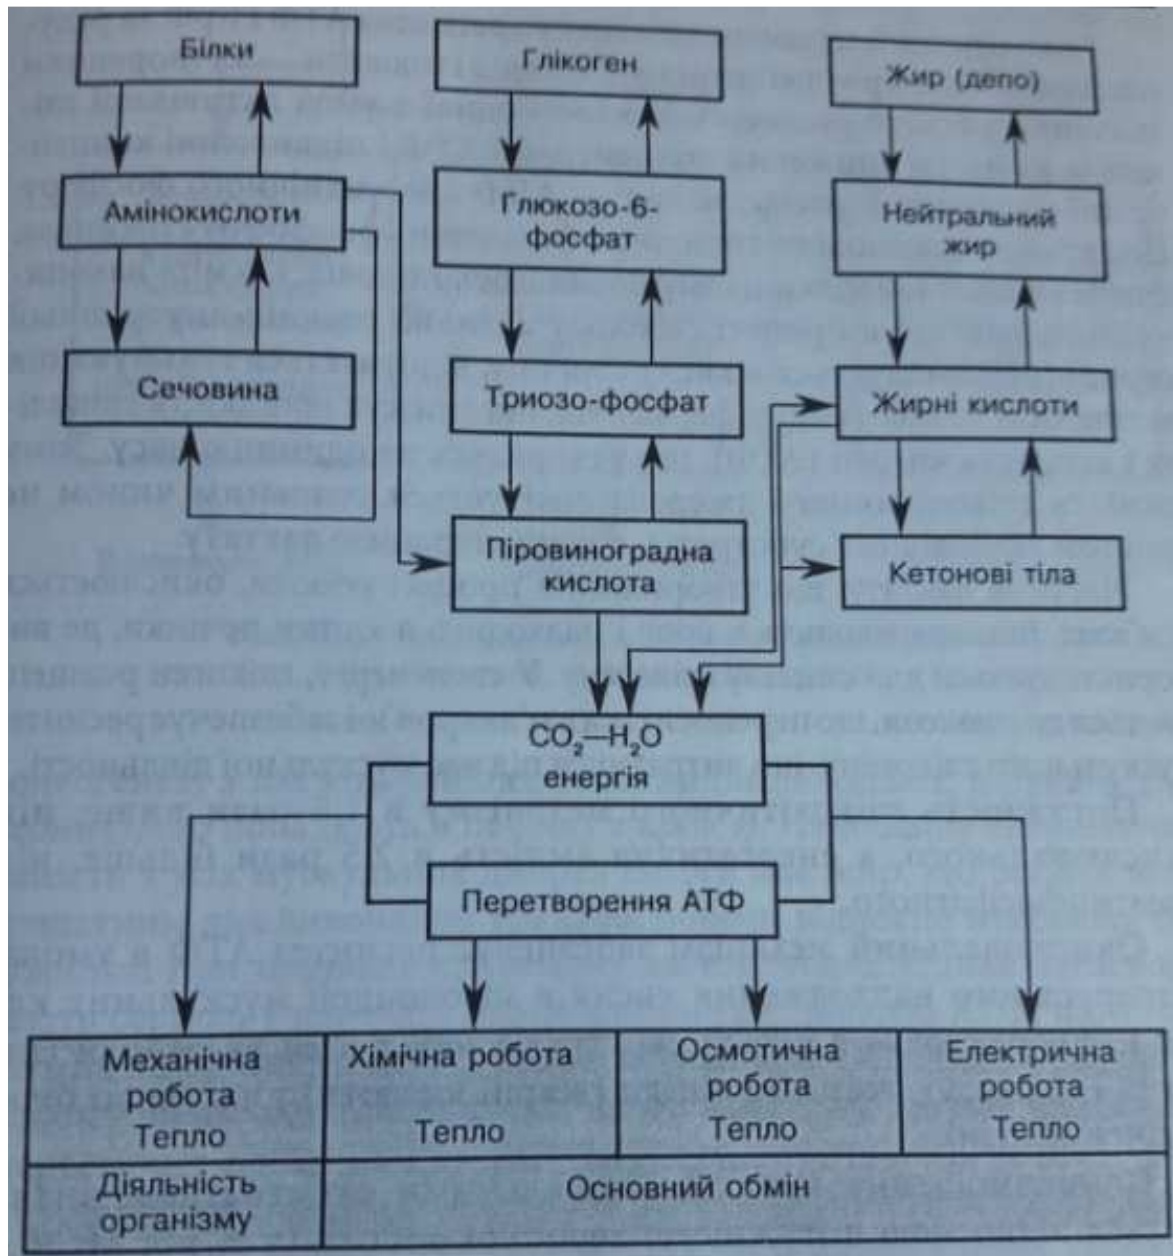 Білки
Глікоген
Жир (депо)
Амінокислоти
Глюкозо-6-
фосфат
Нейтральний
жир
Сечовина
Триозо-фосфат
Жирні кислоти
Піровиноградна
кислота
Кетонові тіла
CO₂—H₂O
енергія
Перетворення АТФ
Механічна
робота
Тепло
Хімічна робота
Тепло
Осмотична
робота
Тепло
Електрична
робота
Тепло
Діяльність
організму
Основний обмін